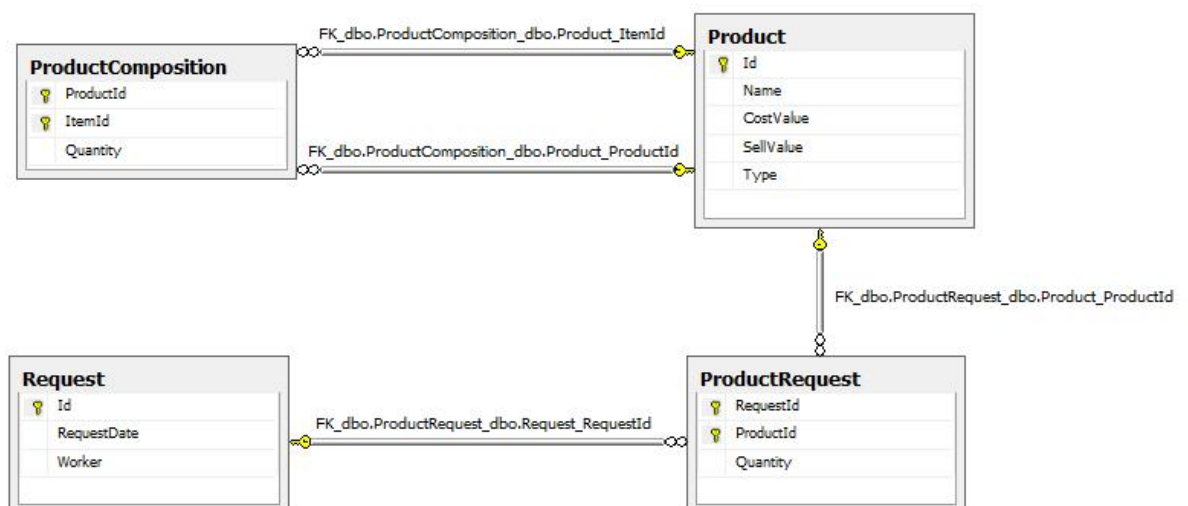 FK_dbo.ProductComposition_dbo.Product_ItemId
ProductComposition
ProductId
ItemId
Quantity
FK_dbo.ProductComposition_dbo.Product_ProductId
Product
Id
Name
CostValue
SellValue
Type
FK_dbo.ProductRequest_dbo.Product_ProductId
Request
Id
RequestDate
Worker
FK_dbo.ProductRequest_dbo.Request_RequestId
ProductRequest
RequestId
ProductId
Quantity